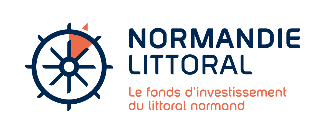 NORMANDIE
LITTORAL
Le fonds d'investissement
du littoral normand